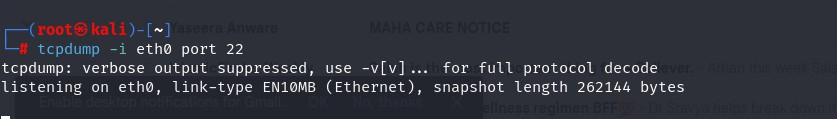 ┌──(root㉿kali)-[~]
└─# tcpdump -i eth0 port 22
tcpdump: verbose output suppressed, use -v[v]... for full protocol decode
listening on eth0, link-type EN10MB (Ethernet), snapshot length 262144 bytes
Yaseera Anware
MAHA CARE NOTICE
Enable desktop notifications for Gmail. OK No, thanks X
ellness regimen BFF